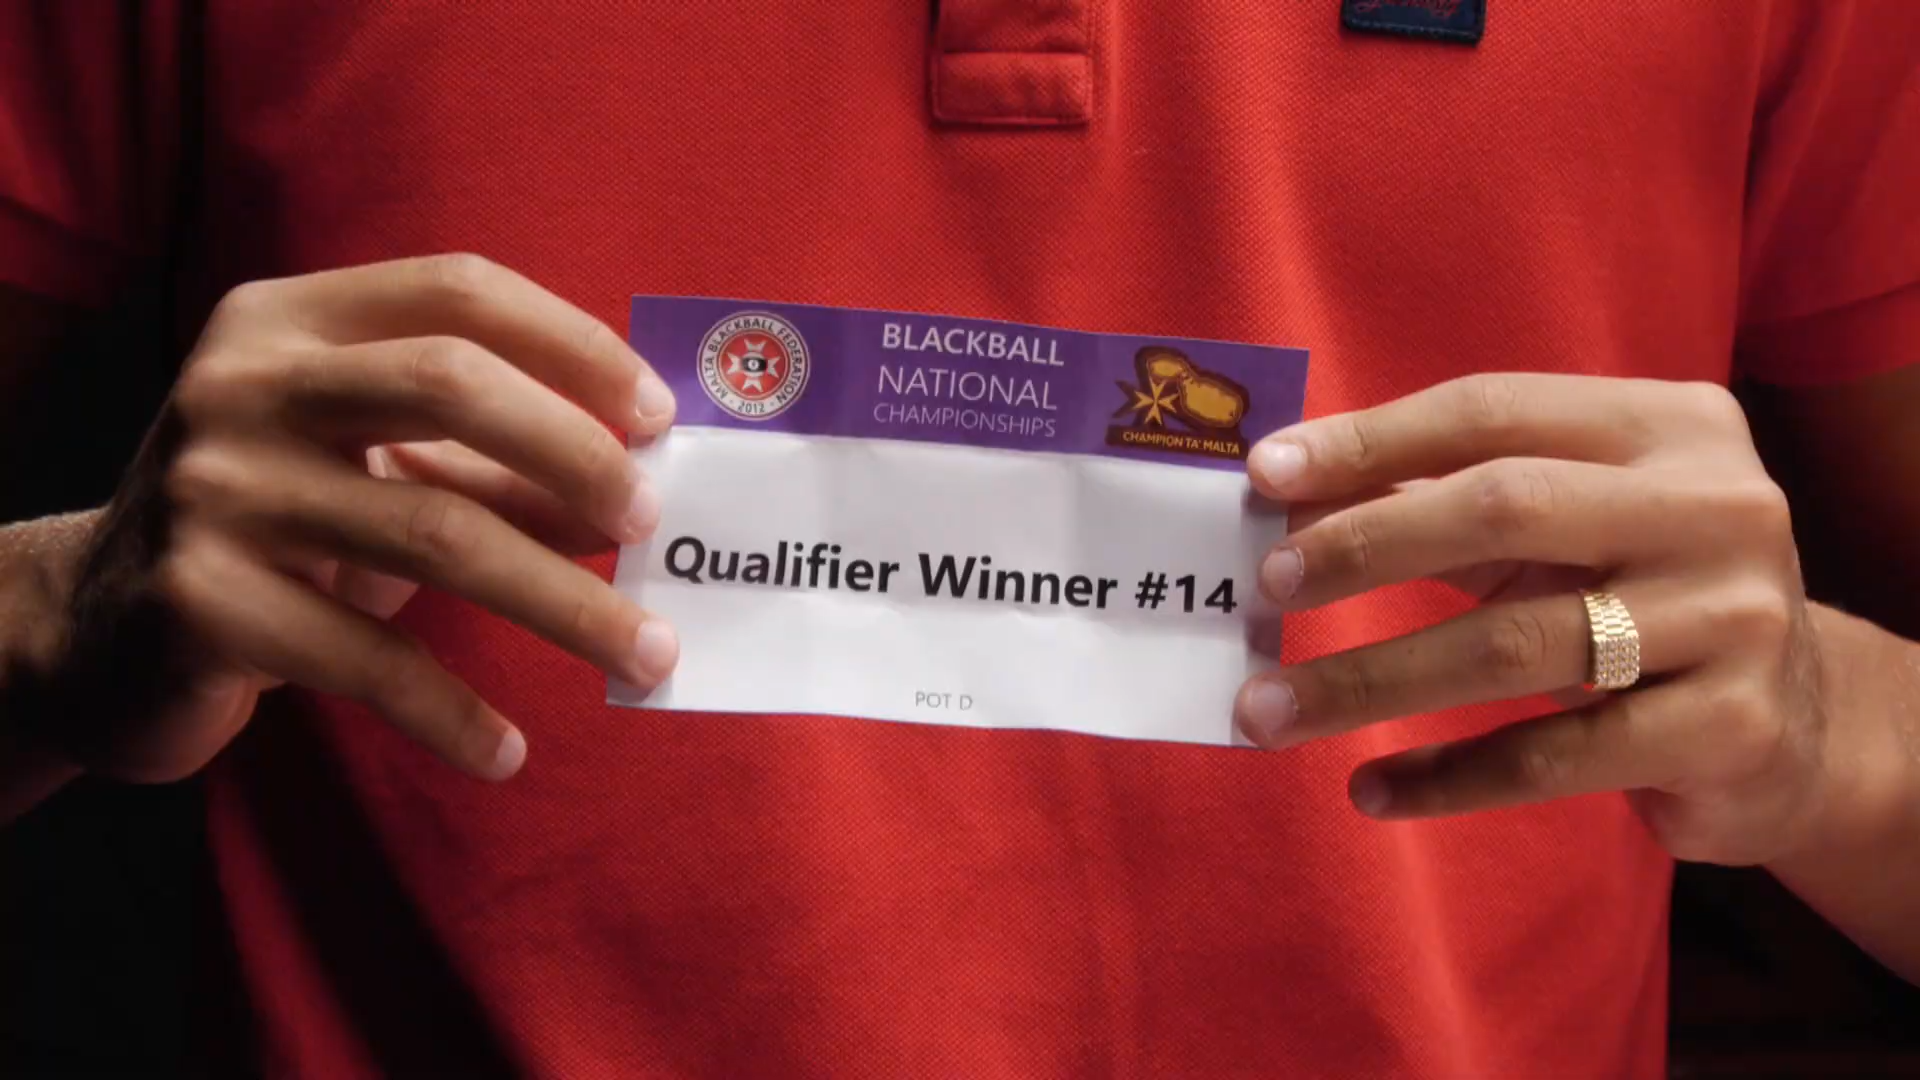 MALTA BLACKBALL FEDERATION
· 2012 ·
BLACKBALL
NATIONAL
CHAMPIONSHIPS
CHAMPION TA' MALTA
Qualifier Winner #14
POT D